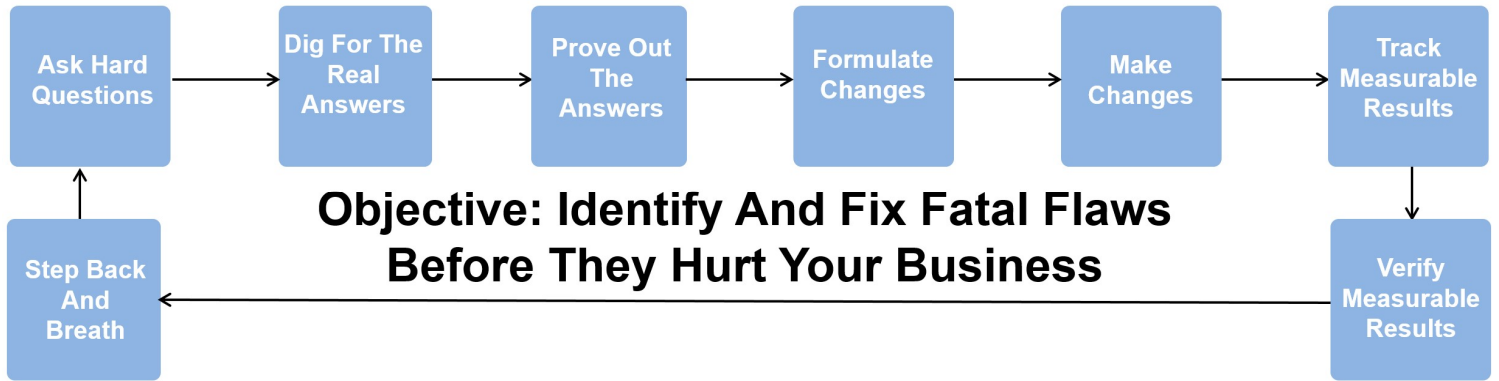 Ask Hard
Questions
Dig For The
Real
Answers
Prove Out
The
Answers
Formulate
Changes
Make
Changes
Track
Measurable
Results
Objective: Identify And Fix Fatal Flaws
Before They Hurt Your Business
Step Back
And
Breath
Verify
Measurable
Results